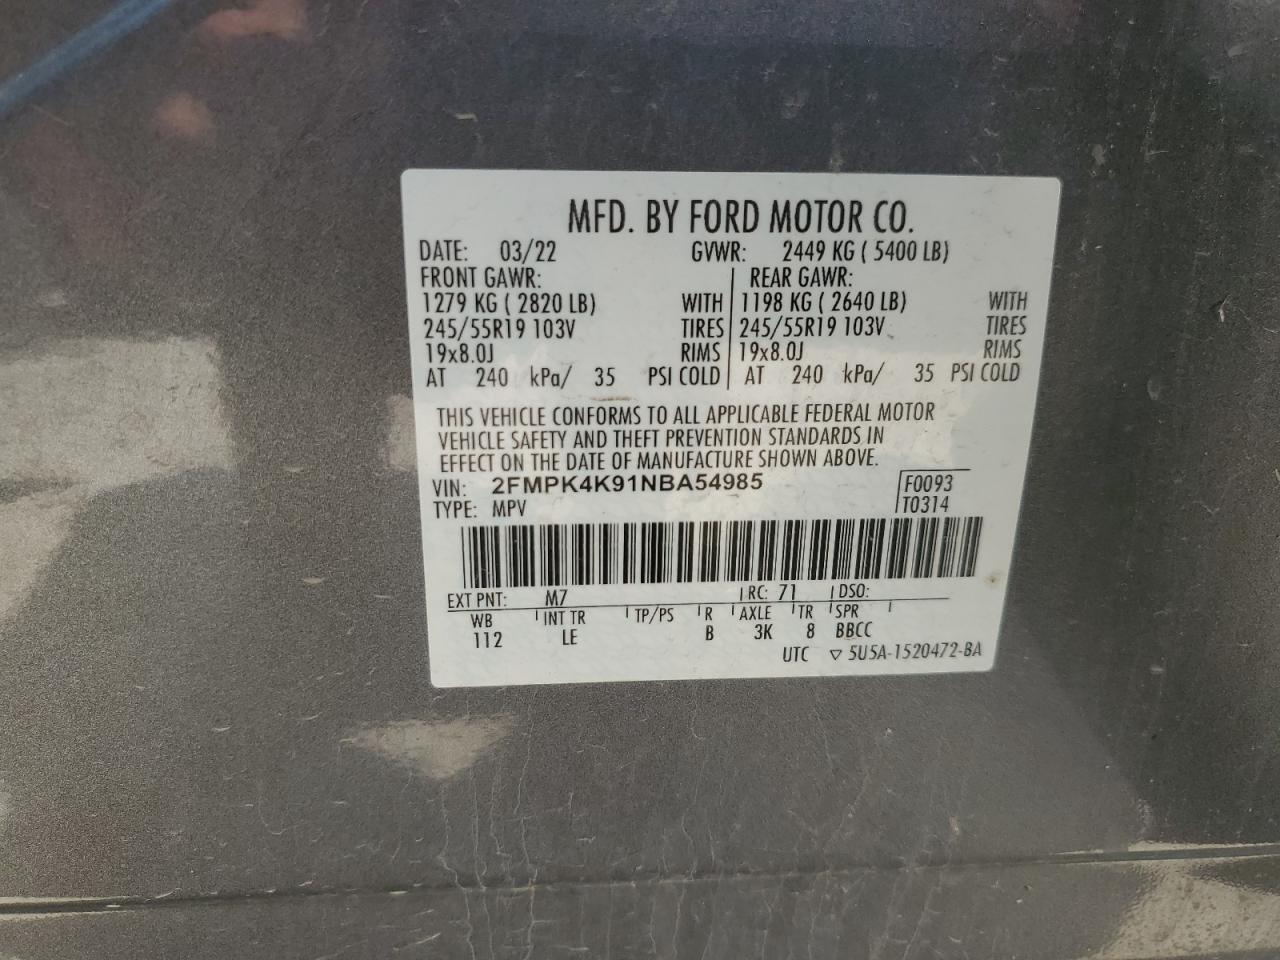 MFD. BY FORD MOTOR CO.
DATE: 03/22 GVWR: 2449 KG ( 5400 LB)
FRONT GAWR: REAR GAWR:
1279 KG ( 2820 LB) WITH 1198 KG ( 2640 LB) WITH
245/55R19 103V TIRES 245/55R19 103V TIRES
19x8.0J RIMS 19x8.0J RIMS
AT 240 kPa/ 35 PSI COLD AT 240 kPa/ 35 PSI COLD
THIS VEHICLE CONFORMS TO ALL APPLICABLE FEDERAL MOTOR
VEHICLE SAFETY AND THEFT PREVENTION STANDARDS IN
EFFECT ON THE DATE OF MANUFACTURE SHOWN ABOVE.
VIN: 2FMPK4K91NBA54985 F0093
TYPE: MPV T0314
EXT PNT: M7 RC: 71 DSO:
WB INT TR TP/PS R AXLE TR SPR
112 LE B 3K 8 BBCC
UTC ▽ 5U5A-1520472-BA